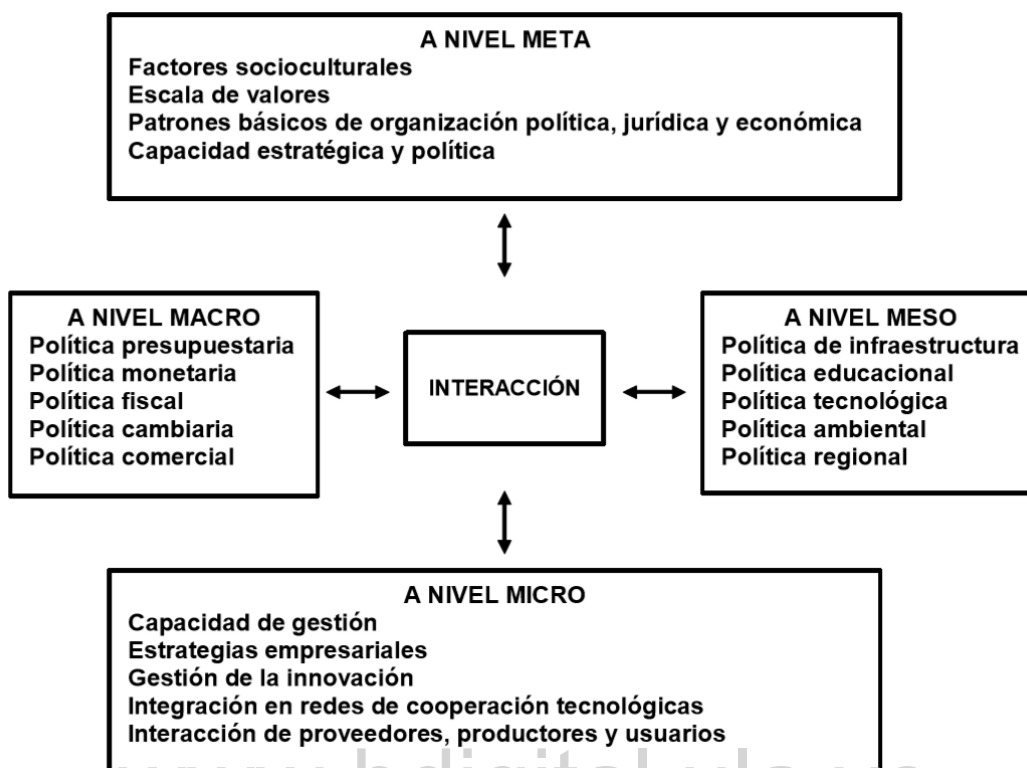 A NIVEL META
Factores socioculturales
Escala de valores
Patrones básicos de organización política, jurídica y económica
Capacidad estratégica y política
A NIVEL MACRO
Política presupuestaria
Política monetaria
Política fiscal
Política cambiaria
Política comercial
INTERACCIÓN
A NIVEL MESO
Política de infraestructura
Política educacional
Política tecnológica
Política ambiental
Política regional
A NIVEL MICRO
Capacidad de gestión
Estrategias empresariales
Gestión de la innovación
Integración en redes de cooperación tecnológicas
Interacción de proveedores, productores y usuarios